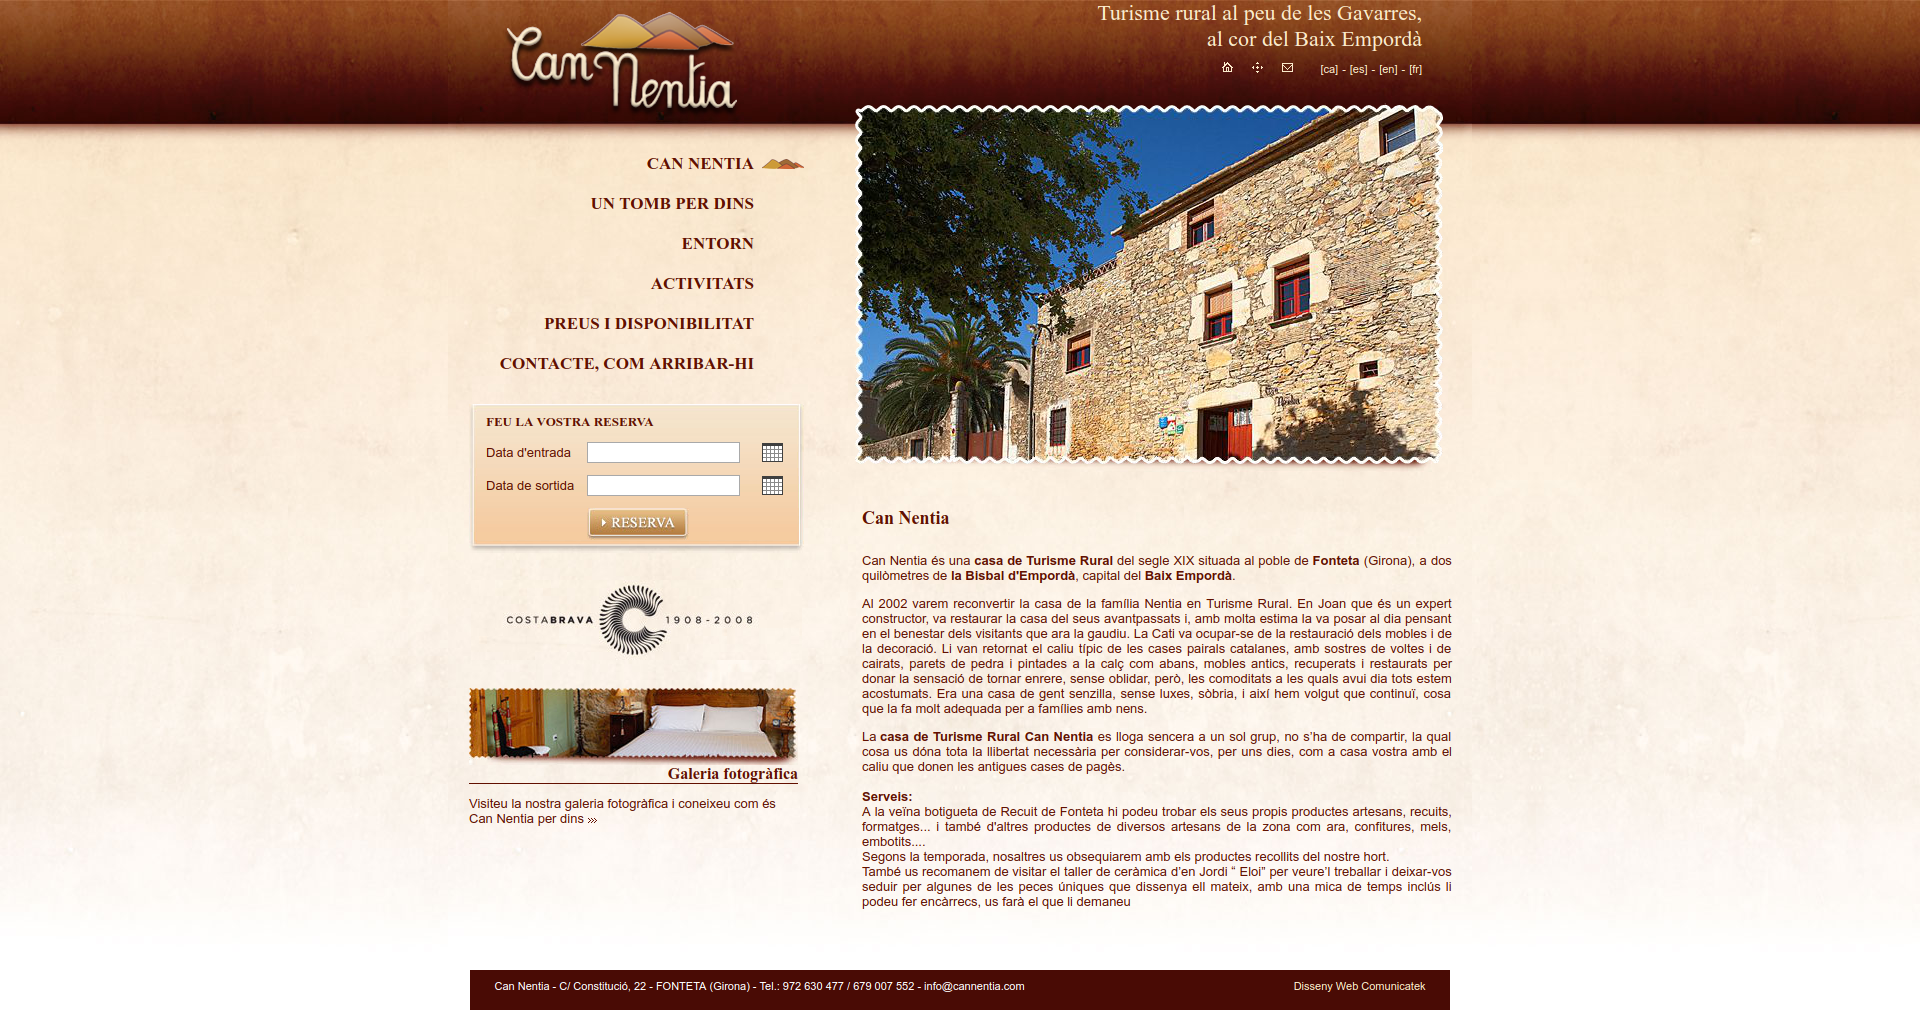 Can Nentia
Turisme rural al peu de les Gavarres,
al cor del Baix Empordà
[ca] - [es] - [en] - [fr]
CAN NENTIA
UN TOMB PER DINS
ENTORN
ACTIVITATS
PREUS I DISPONIBILITAT
CONTACTE, COM ARRIBAR-HI
FEU LA VOSTRA RESERVA
Data d'entrada
Data de sortida
RESERVA
COSTABRAVA 1908-2008
Galeria fotogràfica
Visiteu la nostra galeria fotogràfica i coneixeu com és
Can Nentia per dins
Can Nentia
Can Nentia és una casa de Turisme Rural del segle XIX situada al poble de Fonteta (Girona), a dos
quilòmetres de la Bisbal d'Empordà, capital del Baix Empordà.
Al 2002 varem reconvertir la casa de la família Nentia en Turisme Rural. En Joan que és un expert
constructor, va restaurar la casa del seus avantpassats i, amb molta estima la va posar al dia pensant
en el benestar dels visitants que ara la gaudiu. La Cati va ocupar-se de la restauració dels mobles i de
la decoració. Li van retornat el caliu típic de les cases pairals catalanes, amb sostres de voltes i de
cairats, parets de pedra i pintades a la calç com abans, mobles antics, recuperats i restaurats per
donar la sensació de tornar enrere, sense oblidar, però, les comoditats a les quals avui dia tots estem
acostumats. Era una casa de gent senzilla, sense luxes, sòbria, i així hem volgut que continuï, cosa
que la fa molt adequada per a famílies amb nens.
La casa de Turisme Rural Can Nentia es lloga sencera a un sol grup, no s’ha de compartir, la qual
cosa us dóna tota la llibertat necessària per considerar-vos, per uns dies, com a casa vostra amb el
caliu que donen les antigues cases de pagès.
Serveis:
A la veïna botigueta de Recuit de Fonteta hi podeu trobar els seus propis productes artesans, recuits,
formatges... i també d'altres productes de diversos artesans de la zona com ara, confitures, mels,
embotits....
Segons la temporada, nosaltres us obsequiarem amb els productes recollits del nostre hort.
També us recomanem de visitar el taller de ceràmica d’en Jordi “ Eloi” per veure’l treballar i deixar-vos
seduir per algunes de les peces úniques que dissenya ell mateix, amb una mica de temps inclús li
podeu fer encàrrecs, us farà el que li demaneu
Can Nentia - C/ Constitució, 22 - FONTETA (Girona) - Tel.: 972 630 477 / 679 007 552 - info@cannentia.com
Disseny Web Comunicatek